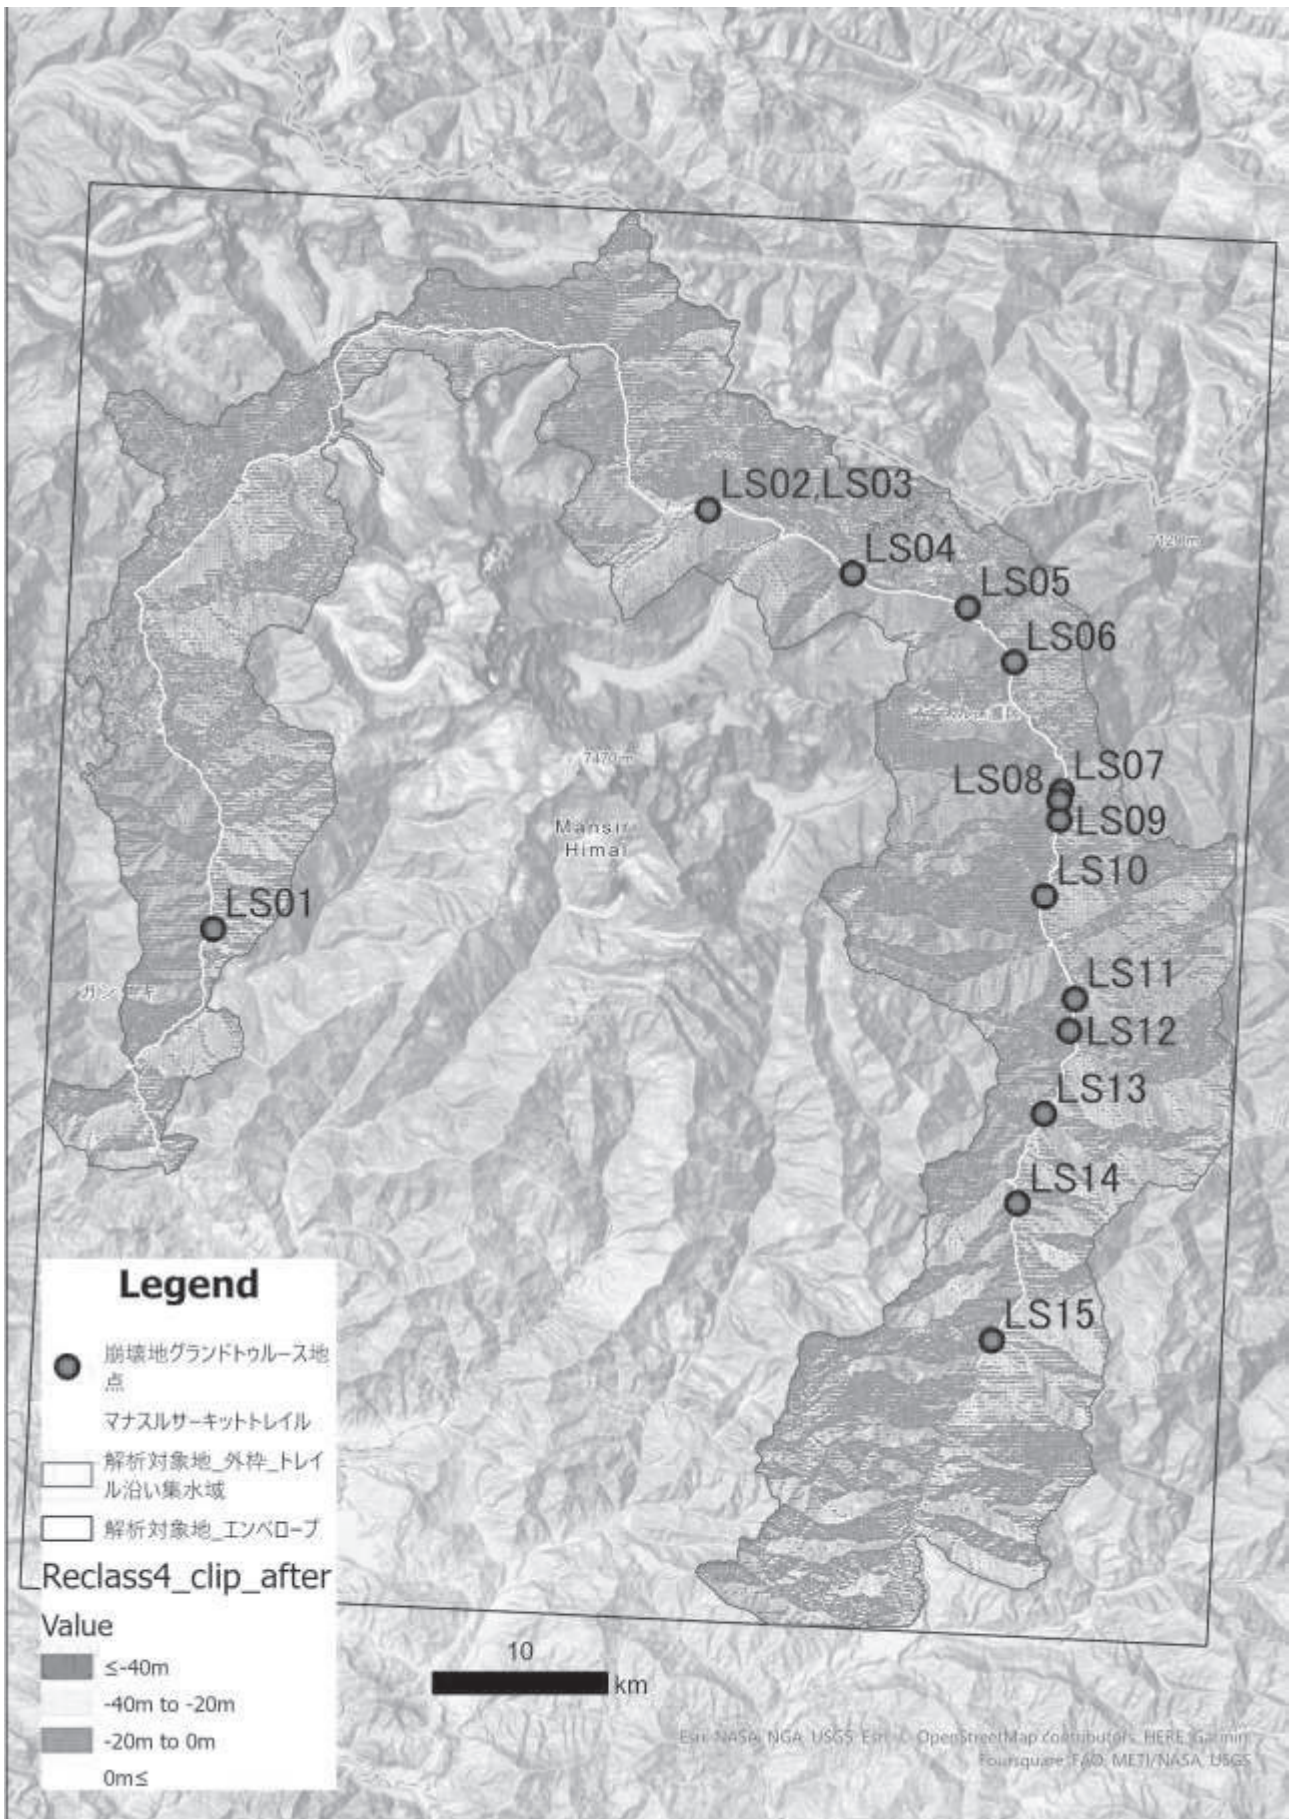 LS02,LS03
LS04
7129m
LS05
LS06
7470m
LS07
LS08
LS09
Mansir
Himal
LS10
LS01
LS11
LS12
LS13
LS14
LS15
Legend
崩壊地グランドトゥルース地
点
マナスルサーキットトレイル
解析対象地_外枠_トレイ
ル沿い集水域
解析対象地_エンベロープ
Reclass4_clip_after
Value
≤-40m
-40m to -20m
-20m to 0m
0m≤
10
km
Esri, NASA, NGA, USGS, Esri, © OpenStreetMap contributors, HERE, Garmin,
Foursquare, FAO, METI/NASA, USGS